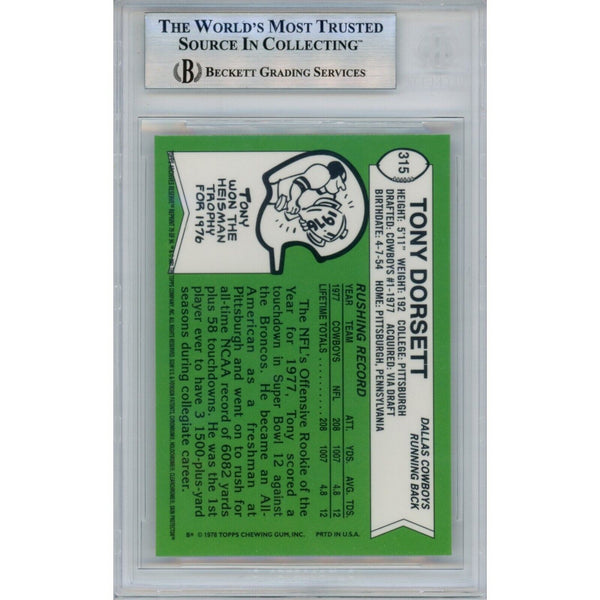 THE WORLD'S MOST TRUSTED
SOURCE IN COLLECTING™
B BECKETT GRADING SERVICES
315
TONY DORSETT
DALLAS COWBOYS
RUNNING BACK
HEIGHT: 5'11" WEIGHT: 192 COLLEGE: PITTSBURGH
DRAFTED: COWBOYS #1-1977 ACQUIRED: VIA DRAFT
BIRTHDATE: 4-7-54 HOME: PITTSBURGH, PENNSYLVANIA
RUSHING RECORD
YEAR TEAM ATT. YDS. AVG. TDS.
1977 COWBOYS NFL 208 1007 4.8 12
LIFETIME TOTALS 208 1007 4.8 12
The NFL's Offensive Rookie of the
Year for 1977, Tony scored a
touchdown in Super Bowl 12 against
the Broncos. He became an All-
American as a freshman at
Pittsburgh and went on to rush for
all-time NCAA record of 6082 yards
plus 58 touchdowns. He was the 1st
player ever to have 3 1500-plus-yard
seasons during collegiate career.
1976
TONY
WON THE
HEISMAN
TROPHY
FOR 1976
B* © 1978 TOPPS CHEWING GUM, INC. PRTD IN U.S.A.